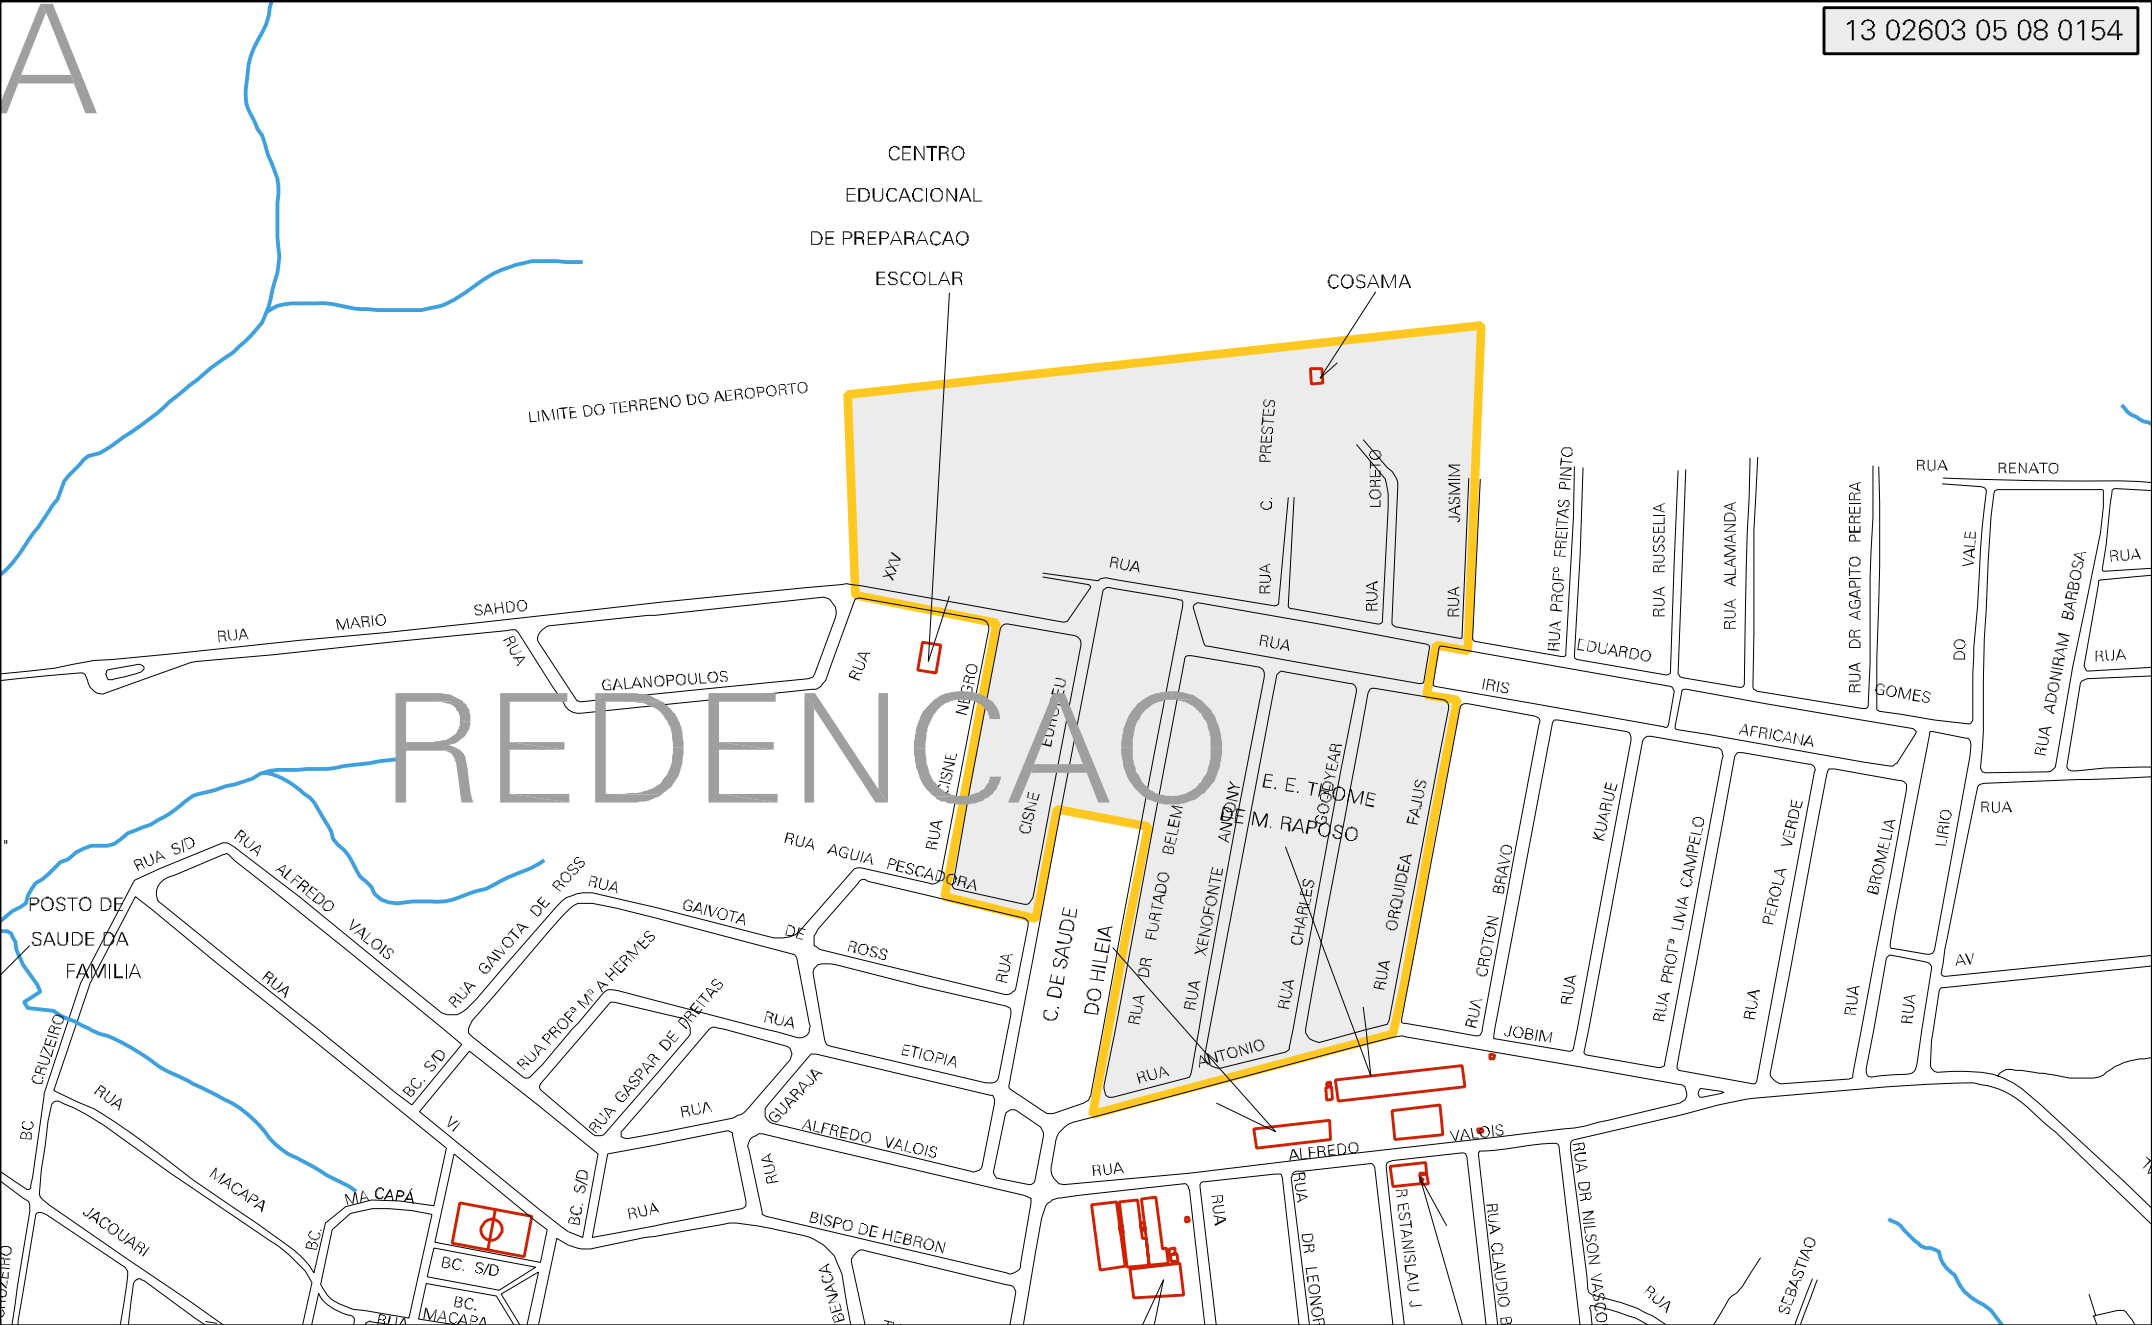 A
13 02603 05 08 0154
CENTRO
EDUCACIONAL
DE PREPARACAO
ESCOLAR
COSAMA
LIMITE DO TERRENO DO AEROPORTO
RUA C. PRESTES
RUA LORETO
RUA JASMIM
RUA PROFº FREITAS PINTO
RUA RUSSELIA
RUA ALAMANDA
RUA DR AGAPITO PEREIRA
RUA RENATO
DO VALE
RUA ADONIRAM BARBOSA
RUA
RUA
RUA
XXV
RUA
RUA MARIO SAHDO
RUA
GALANOPOULOS
RUA
RUA
EDUARDO
GOMES
IRIS
AFRICANA
REDENCAO
RUA CISNE NEGRO
CISNE EUROPEU
E. E. THOME
DE M. RAPOSO
RUA DR FURTADO BELEM
RUA XENOFONTE ANTONY
RUA CHARLES GOODYEAR
RUA ORQUIDEA FAJUS
RUA CROTON BRAVO
RUA KUARUE
RUA PROFª LIVIA CAMPELO
RUA PEROLA VERDE
RUA BROMELIA
RUA LIRIO
AV
RUA S/D
RUA ALFREDO VALOIS
RUA GAIVOTA DE ROSS
RUA GAIVOTA DE ROSS
RUA AGUIA PESCADORA
POSTO DE
SAUDE DA
FAMILIA
RUA
C. DE SAUDE
DO HILEIA
RUA
VI
RUA PROFª Mª A HERMES
RUA GASPAR DE DREITAS
RUA
ETIOPIA
RUA ANTONIO
JOBIM
BC CRUZEIRO
BC. S/D
RUA
MACAPA
RUA
GUARAJA
ALFREDO VALOIS
RUA ALFREDO VALOIS
BC. S/D
RUA
RUA
BISPO DE HEBRON
JACOUARI
BC.
MA CAPÁ
BC. S/D
BC.
MACAPA
RUA
BENACA
RUA
RUA DR LEONOR
R ESTANISLAU J
RUA CLAUDIO B
RUA DR NILSON VASCO
RUA
SEBASTIAO